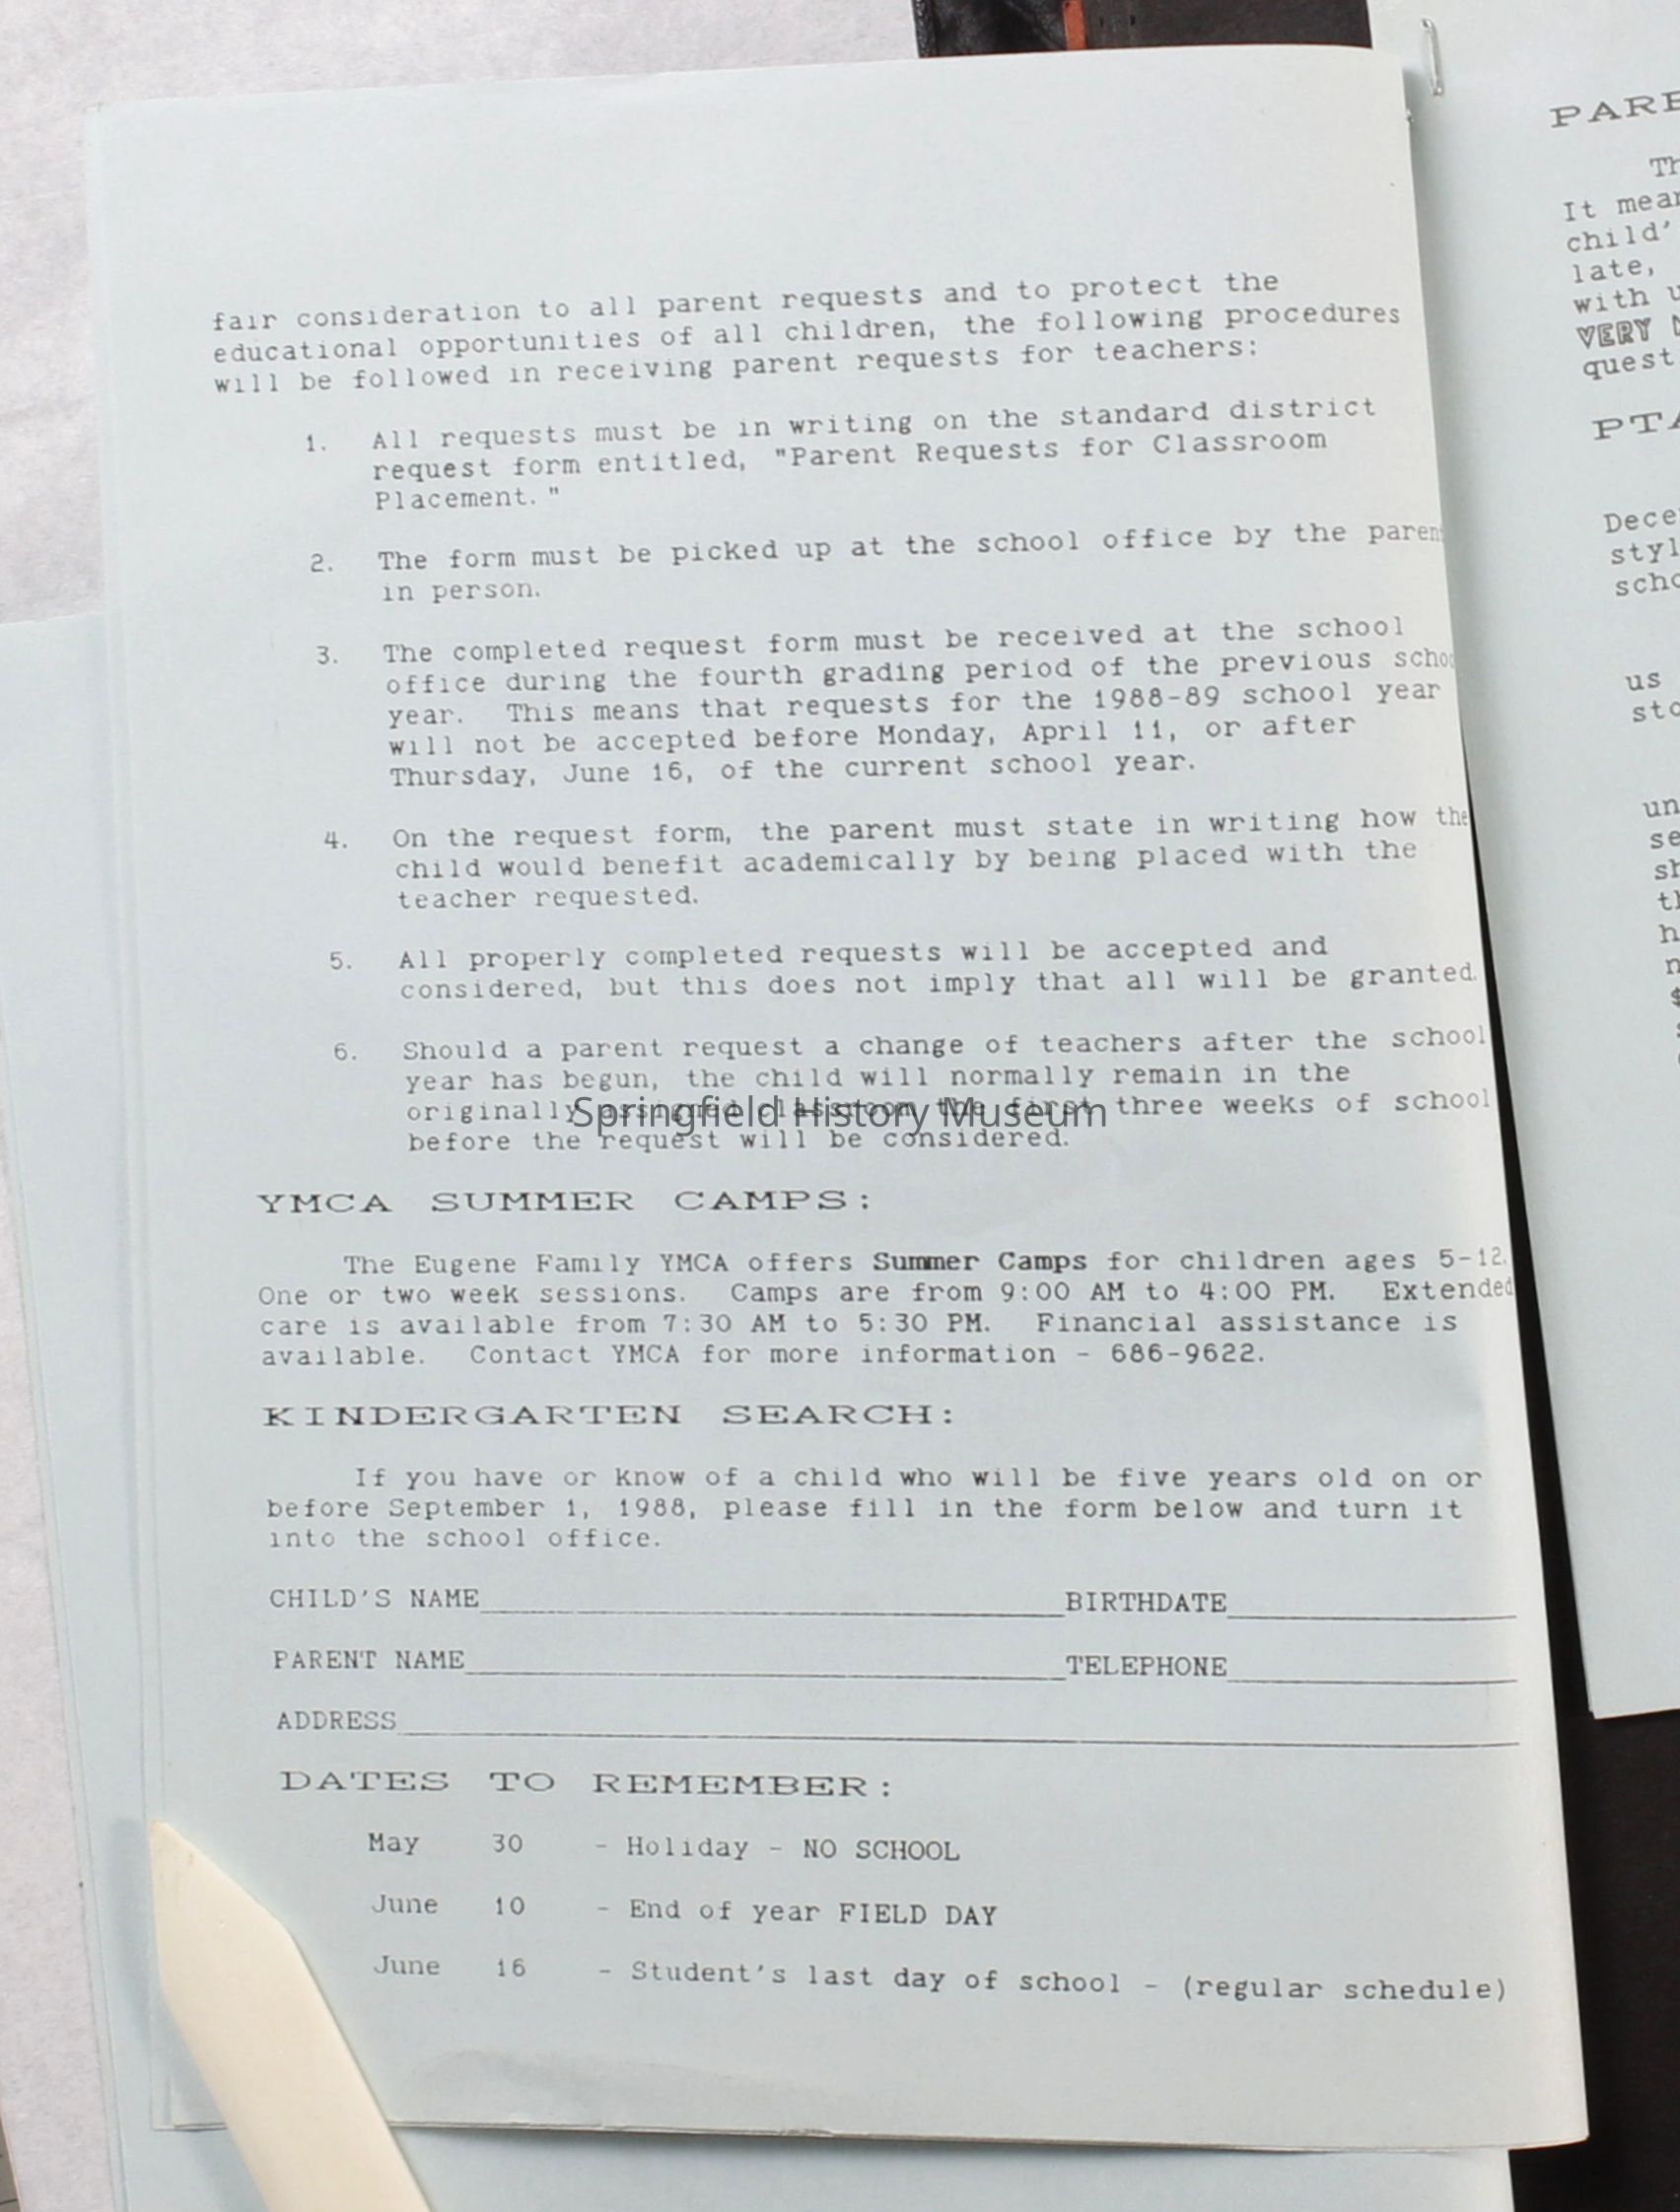 fair consideration to all parent requests and to protect the
educational opportunities of all children, the following procedures
will be followed in receiving parent requests for teachers:
1. All requests must be in writing on the standard district
request form entitled, "Parent Requests for Classroom
Placement."
2. The form must be picked up at the school office by the paren
in person.
3. The completed request form must be received at the school
office during the fourth grading period of the previous scho
year. This means that requests for the 1988-89 school year
will not be accepted before Monday, April 11, or after
Thursday, June 16, of the current school year.
4. On the request form, the parent must state in writing how the
child would benefit academically by being placed with the
teacher requested.
5. All properly completed requests will be accepted and
considered, but this does not imply that all will be granted.
6. Should a parent request a change of teachers after the school
year has begun, the child will normally remain in the
originally assigned classroom the first three weeks of school
before the request will be considered.
Springfield History Museum
YMCA SUMMER CAMPS:
The Eugene Family YMCA offers Summer Camps for children ages 5-12.
One or two week sessions. Camps are from 9:00 AM to 4:00 PM. Extended
care is available from 7:30 AM to 5:30 PM. Financial assistance is
available. Contact YMCA for more information - 686-9622.
KINDERGARTEN SEARCH:
If you have or know of a child who will be five years old on or
before September 1, 1988, please fill in the form below and turn it
into the school office.
CHILD'S NAME BIRTHDATE
PARENT NAME TELEPHONE
ADDRESS
DATES TO REMEMBER:
May 30 - Holiday - NO SCHOOL
June 10 - End of year FIELD DAY
June 16 - Student's last day of school - (regular schedule)
PARE
Th
It mea
child'
late,
with u
VERY
quest
PTA
Dece
styl
scho
us
sto
un
se
sh
th
h
n
$